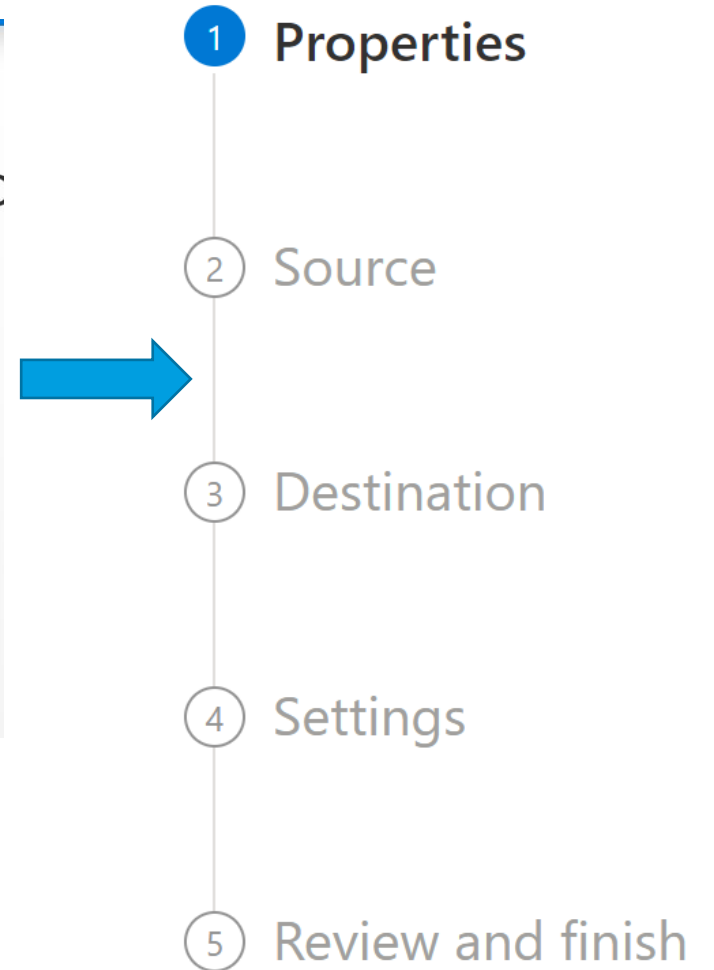 1 Properties
2 Source
3 Destination
4 Settings
5 Review and finish